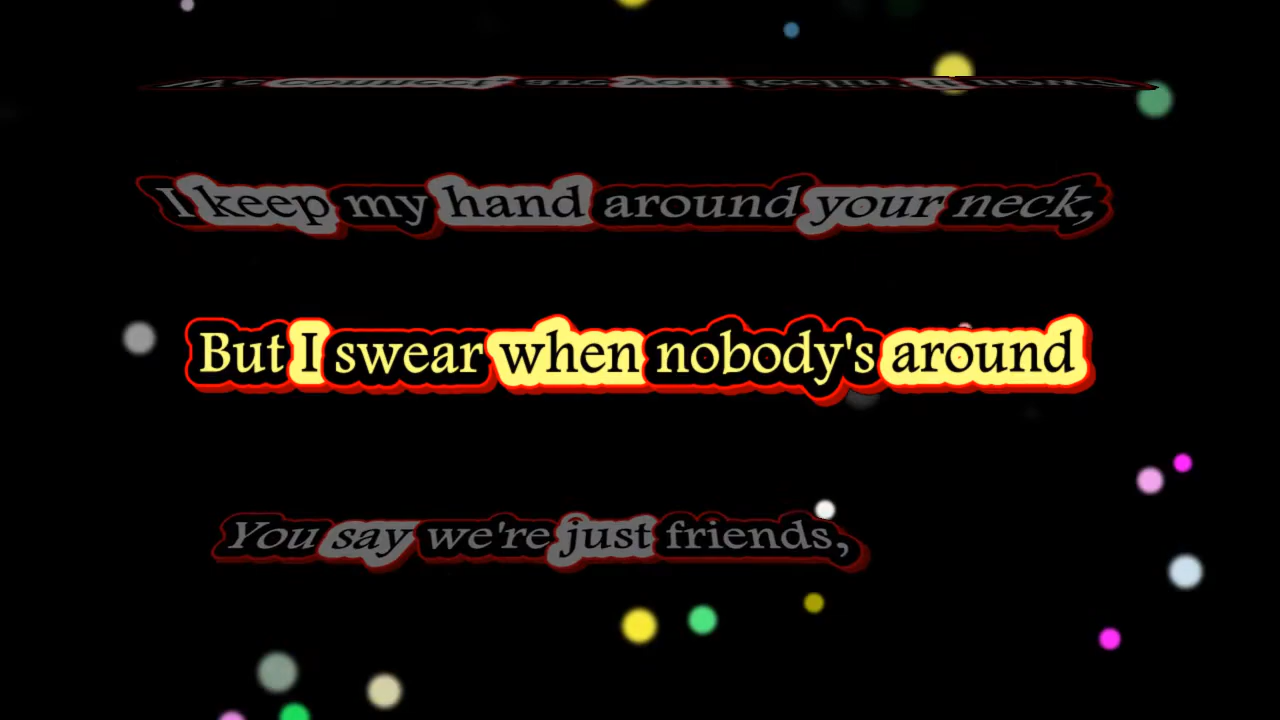 I keep my hand around your neck,
But I swear when nobody's around
You say we're just friends,